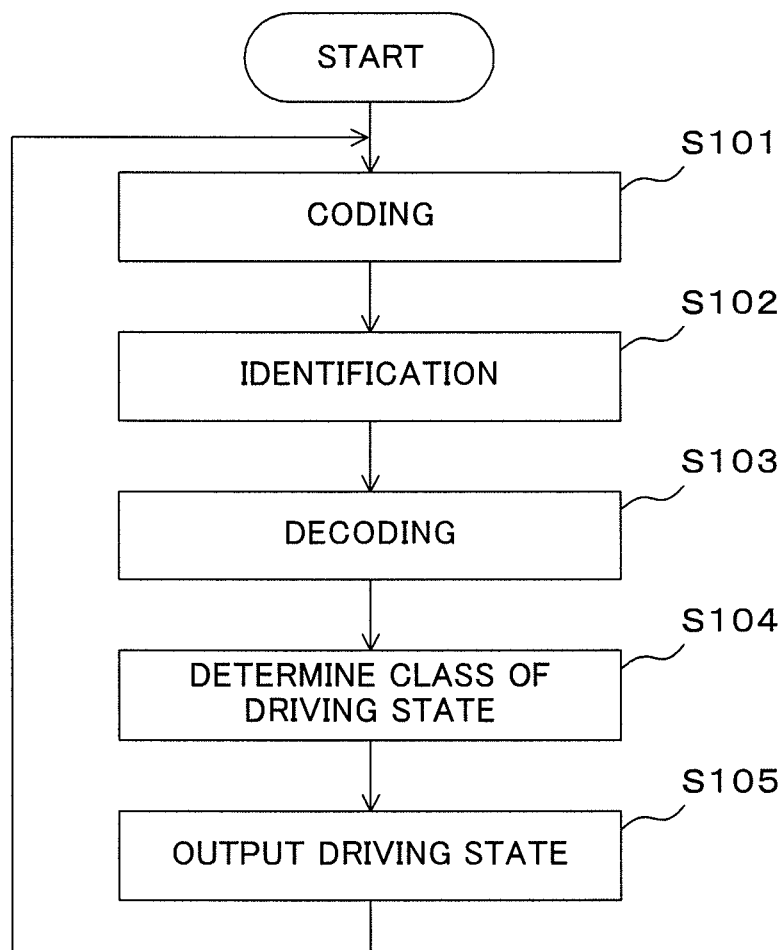 START
S101
CODING
S102
IDENTIFICATION
S103
DECODING
S104
DETERMINE CLASS OF
DRIVING STATE
S105
OUTPUT DRIVING STATE